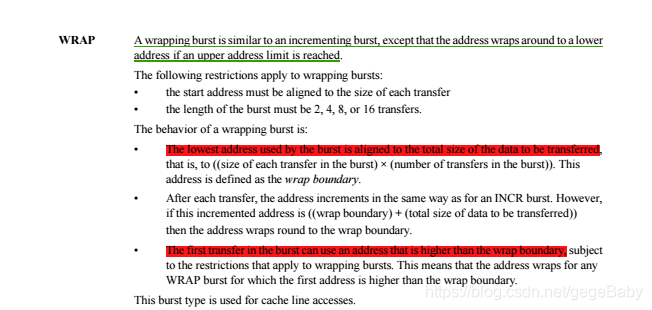 WRAP A wrapping burst is similar to an incrementing burst, except that the address wraps around to a lower
address if an upper address limit is reached.
The following restrictions apply to wrapping bursts:
• the start address must be aligned to the size of each transfer
• the length of the burst must be 2, 4, 8, or 16 transfers.
The behavior of a wrapping burst is:
• The lowest address used by the burst is aligned to the total size of the data to be transferred,
that is, to ((size of each transfer in the burst) × (number of transfers in the burst)). This
address is defined as the wrap boundary.
• After each transfer, the address increments in the same way as for an INCR burst. However,
if this incremented address is ((wrap boundary) + (total size of data to be transferred))
then the address wraps round to the wrap boundary.
• The first transfer in the burst can use an address that is higher than the wrap boundary, subject
to the restrictions that apply to wrapping bursts. This means that the address wraps for any
WRAP burst for which the first address is higher than the wrap boundary.
This burst type is used for cache line accesses.
https://blog.csdn.net/gegeBaby